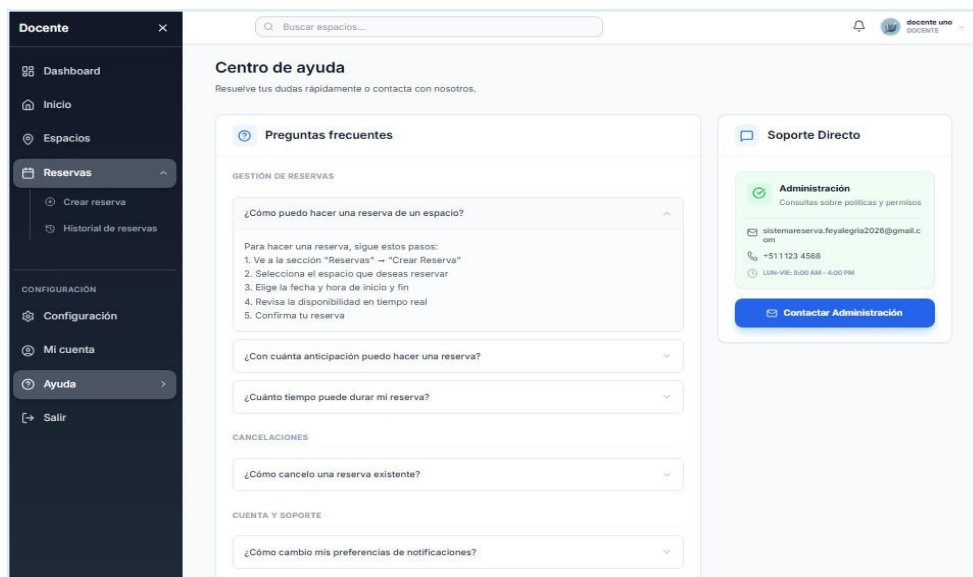 Docente
Dashboard
Inicio
Espacios
Reservas
Crear reserva
Historial de reservas
CONFIGURACIÓN
Configuración
Mi cuenta
Ayuda
Salir
Buscar espacios...
docente uno
DOCENTE
Centro de ayuda
Resuelve tus dudas rápidamente o contacta con nosotros.
Preguntas frecuentes
GESTIÓN DE RESERVAS
¿Cómo puedo hacer una reserva de un espacio?
Para hacer una reserva, sigue estos pasos:
1. Ve a la sección "Reservas" → "Crear Reserva"
2. Selecciona el espacio que deseas reservar
3. Elige la fecha y hora de inicio y fin
4. Revisa la disponibilidad en tiempo real
5. Confirma tu reserva
¿Con cuánta anticipación puedo hacer una reserva?
¿Cuánto tiempo puede durar mi reserva?
CANCELACIONES
¿Cómo cancelo una reserva existente?
CUENTA Y SOPORTE
¿Cómo cambio mis preferencias de notificaciones?
Soporte Directo
Administración
Consultas sobre políticas y permisos
sistemareserva.feyalegria2026@gmail.c
om
+51 1 123 4568
LUN-VIE: 8:00 AM - 4:00 PM
Contactar Administración